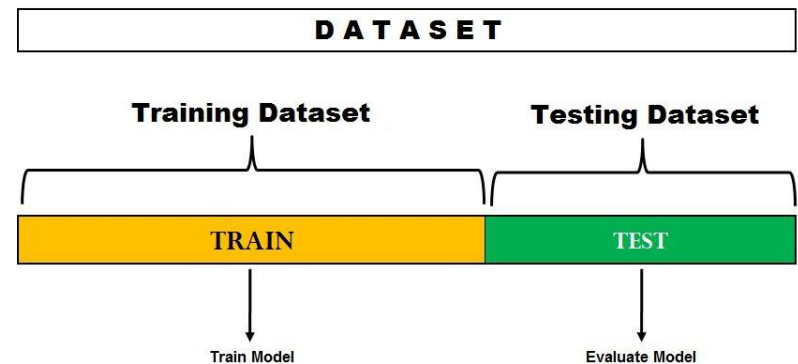 DATASET
Training Dataset
Testing Dataset
TRAIN
TEST
Train Model
Evaluate Model